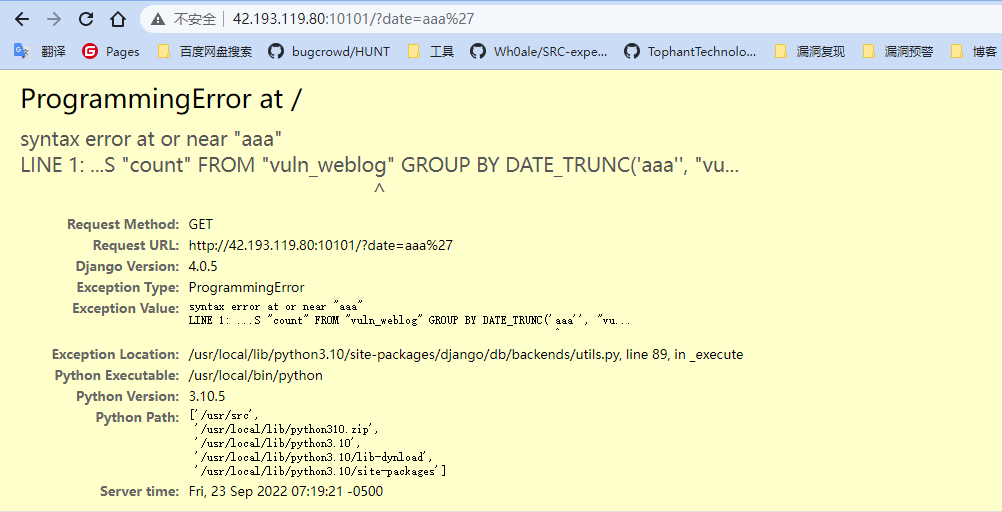 不安全 | 42.193.119.80:10101/?date=aaa%27
翻译 Pages 百度网盘搜索 bugcrowd/HUNT 工具 Wh0ale/SRC-expe... TophantTechnolo... 漏洞复现 漏洞预警 博客
ProgrammingError at /
syntax error at or near "aaa"
LINE 1: ...S "count" FROM "vuln_weblog" GROUP BY DATE_TRUNC('aaa'', "vu...
^
Request Method: GET
Request URL: http://42.193.119.80:10101/?date=aaa%27
Django Version: 4.0.5
Exception Type: ProgrammingError
Exception Value: syntax error at or near "aaa"
LINE 1: ...S "count" FROM "vuln_weblog" GROUP BY DATE_TRUNC('aaa'', "vu...
^
Exception Location: /usr/local/lib/python3.10/site-packages/django/db/backends/utils.py, line 89, in _execute
Python Executable: /usr/local/bin/python
Python Version: 3.10.5
Python Path: ['/usr/src',
'/usr/local/lib/python310.zip',
'/usr/local/lib/python3.10',
'/usr/local/lib/python3.10/lib-dynload',
'/usr/local/lib/python3.10/site-packages']
Server time: Fri, 23 Sep 2022 07:19:21 -0500